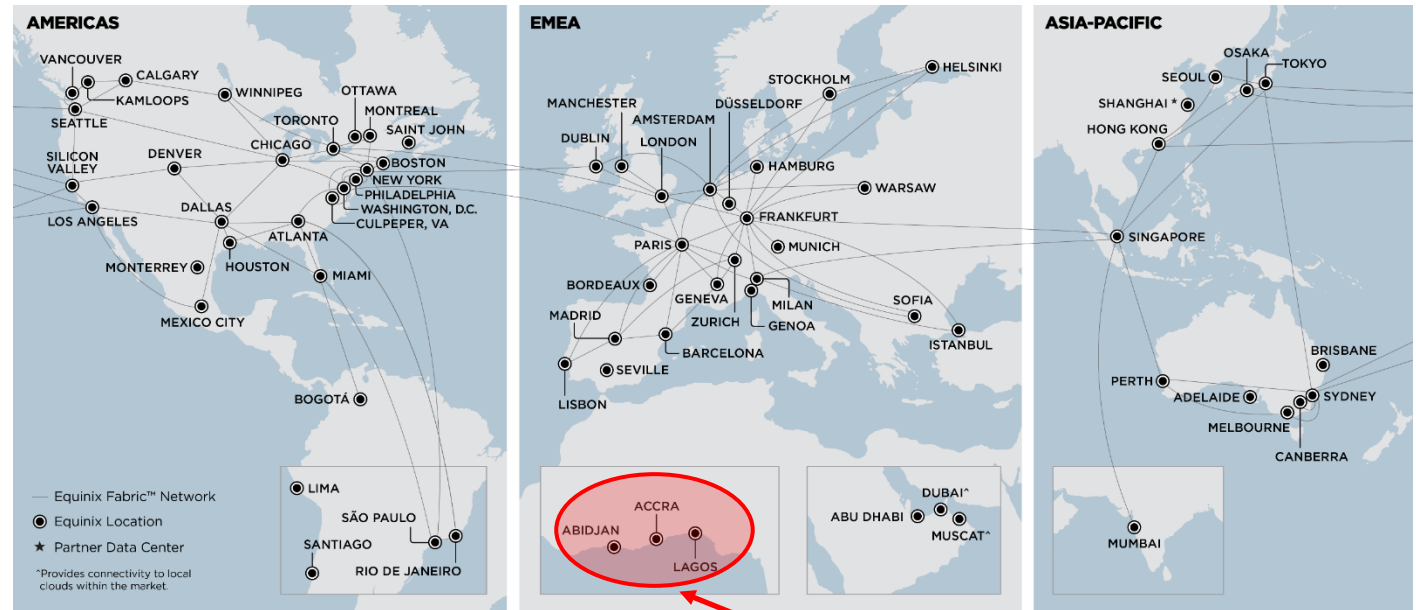 AMERICAS
VANCOUVER
CALGARY
KAMLOOPS
WINNIPEG
OTTAWA
MONTREAL
TORONTO
SAINT JOHN
SEATTLE
CHICAGO
BOSTON
SILICON
VALLEY
DENVER
NEW YORK
PHILADELPHIA
WASHINGTON, D.C.
CULPEPER, VA
LOS ANGELES
DALLAS
ATLANTA
HOUSTON
MONTERREY
MIAMI
MEXICO CITY
BOGOTÁ
LIMA
SÃO PAULO
SANTIAGO
RIO DE JANEIRO
Equinix Fabric™ Network
Equinix Location
★ Partner Data Center
^Provides connectivity to local
clouds within the market.
EMEA
HELSINKI
STOCKHOLM
MANCHESTER
DÜSSELDORF
AMSTERDAM
DUBLIN
LONDON
HAMBURG
WARSAW
FRANKFURT
PARIS
MUNICH
BORDEAUX
GENEVA
MILAN
SOFIA
MADRID
ZURICH
GENOA
ISTANBUL
BARCELONA
SEVILLE
LISBON
ACCRA
ABIDJAN
LAGOS
DUBAI^
ABU DHABI
MUSCAT^
ASIA-PACIFIC
OSAKA
TOKYO
SEOUL
SHANGHAI ★
HONG KONG
SINGAPORE
BRISBANE
PERTH
ADELAIDE
SYDNEY
MELBOURNE
CANBERRA
MUMBAI